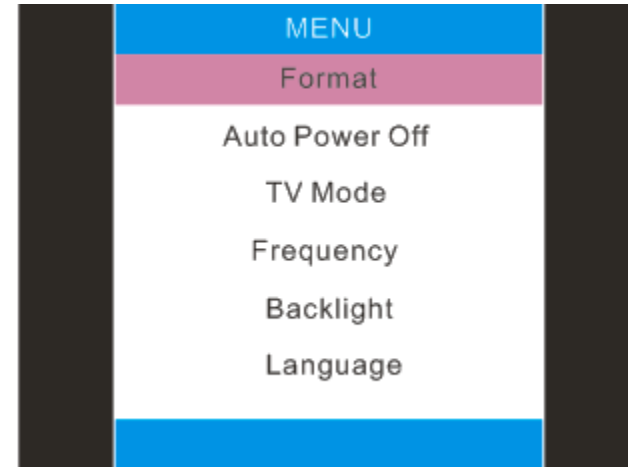 MENU
Format
Auto Power Off
TV Mode
Frequency
Backlight
Language